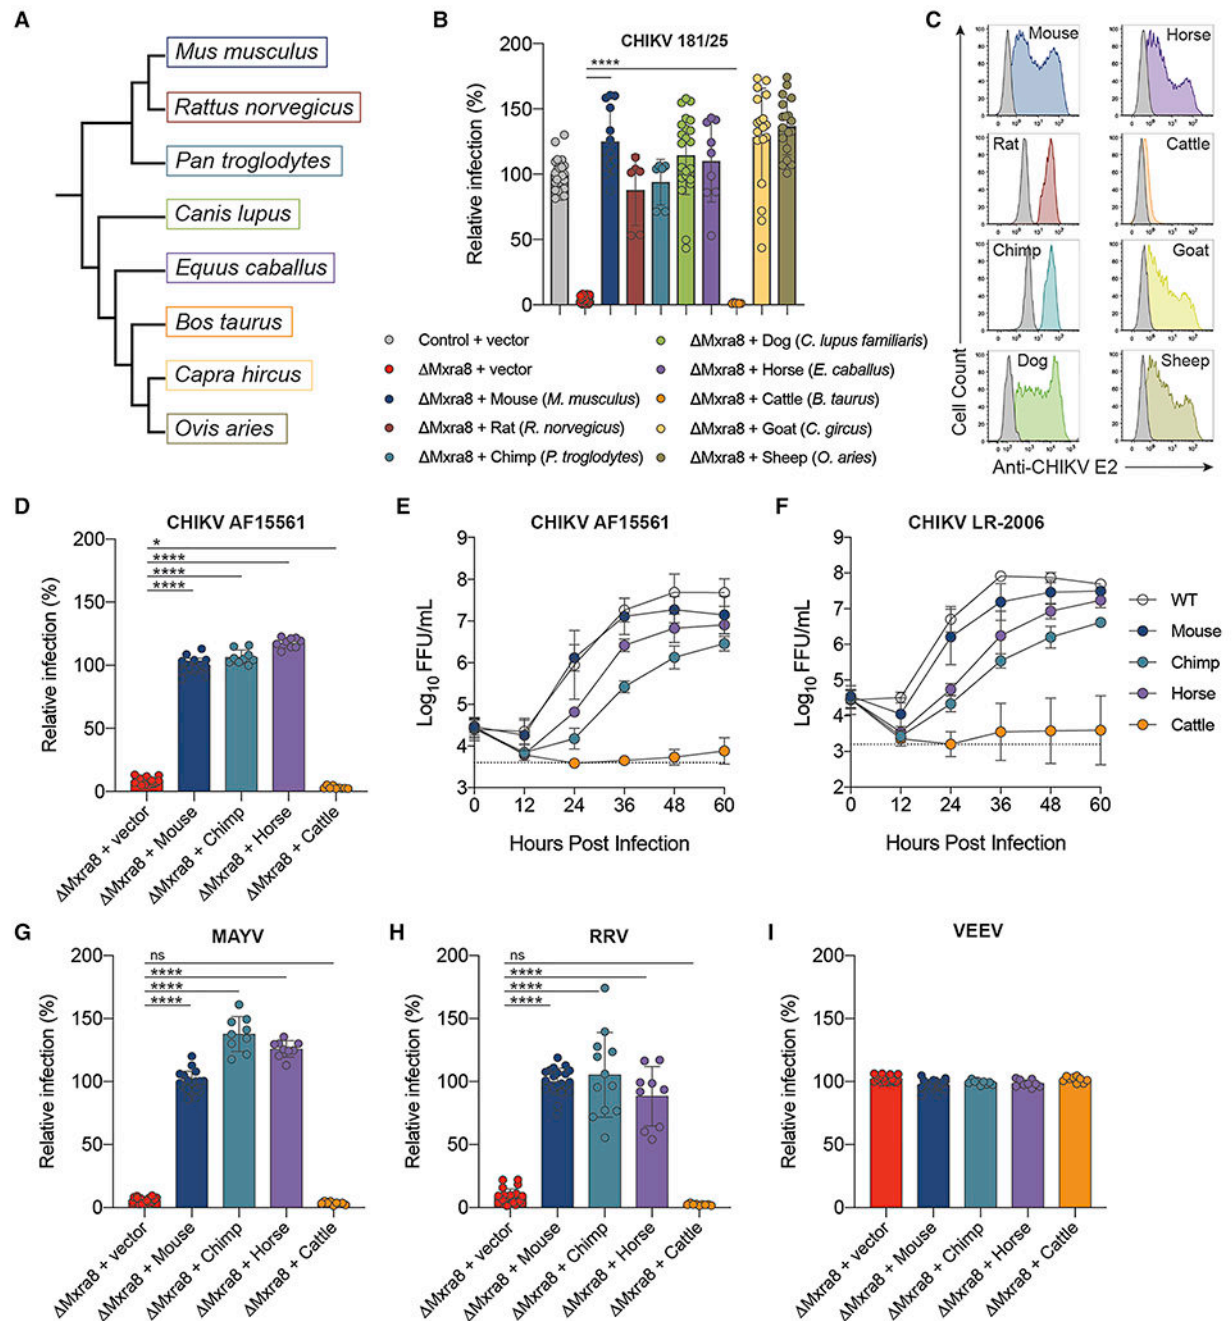 A
Mus musculus
Rattus norvegicus
Pan troglodytes
Canis lupus
Equus caballus
Bos taurus
Capra hircus
Ovis aries
B
CHIKV 181/25
****
Relative infection (%)
200
150
100
50
0
Control + vector
ΔMxra8 + vector
ΔMxra8 + Mouse (M. musculus)
ΔMxra8 + Rat (R. norvegicus)
ΔMxra8 + Chimp (P. troglodytes)
ΔMxra8 + Dog (C. lupus familiaris)
ΔMxra8 + Horse (E. caballus)
ΔMxra8 + Cattle (B. taurus)
ΔMxra8 + Goat (C. gircus)
ΔMxra8 + Sheep (O. aries)
C
Mouse
Horse
Rat
Cattle
Chimp
Goat
Dog
Sheep
Cell Count
Anti-CHIKV E2
D
CHIKV AF15561
*
****
****
****
Relative infection (%)
200
150
100
50
0
ΔMxra8 + vector
ΔMxra8 + Mouse
ΔMxra8 + Chimp
ΔMxra8 + Horse
ΔMxra8 + Cattle
E
CHIKV AF15561
Log10 FFU/mL
9
8
7
6
5
4
3
0 12 24 36 48 60
Hours Post Infection
F
CHIKV LR-2006
Log10 FFU/mL
9
8
7
6
5
4
3
2
0 12 24 36 48 60
Hours Post Infection
WT
Mouse
Chimp
Horse
Cattle
G
MAYV
ns
****
****
****
Relative infection (%)
200
150
100
50
0
ΔMxra8 + vector
ΔMxra8 + Mouse
ΔMxra8 + Chimp
ΔMxra8 + Horse
ΔMxra8 + Cattle
H
RRV
ns
****
****
****
Relative infection (%)
200
150
100
50
0
ΔMxra8 + vector
ΔMxra8 + Mouse
ΔMxra8 + Chimp
ΔMxra8 + Horse
ΔMxra8 + Cattle
I
VEEV
Relative infection (%)
200
150
100
50
0
ΔMxra8 + vector
ΔMxra8 + Mouse
ΔMxra8 + Chimp
ΔMxra8 + Horse
ΔMxra8 + Cattle